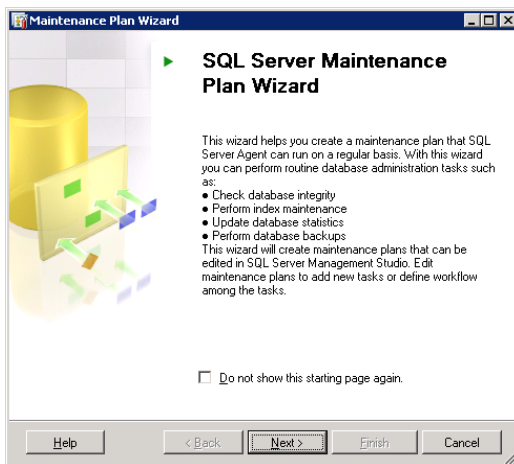 Maintenance Plan Wizard
SQL Server Maintenance
Plan Wizard
This wizard helps you create a maintenance plan that SQL
Server Agent can run on a regular basis. With this wizard
you can perform routine database administration tasks such
as:
● Check database integrity
● Perform index maintenance
● Update database statistics
● Perform database backups
This wizard will create maintenance plans that can be
edited in SQL Server Management Studio. Edit
maintenance plans to add new tasks or define workflow
among the tasks.
Do not show this starting page again.
Help
< Back
Next >
Finish
Cancel